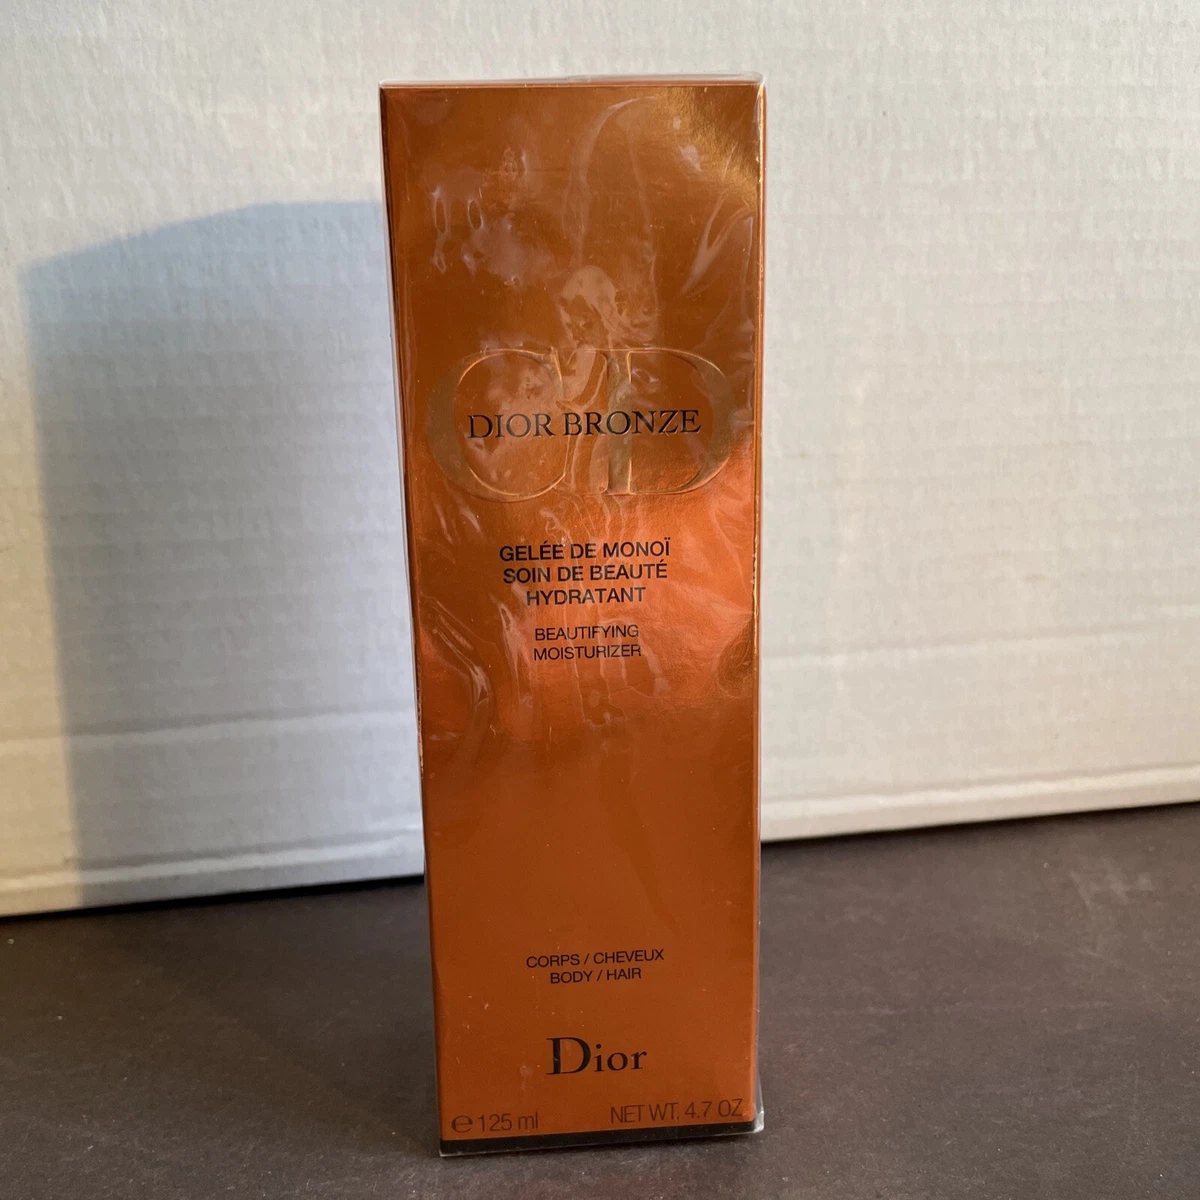 CD
DIOR BRONZE
GELÉE DE MONOÏ
SOIN DE BEAUTÉ
HYDRATANT
BEAUTIFYING
MOISTURIZER
CORPS / CHEVEUX
BODY / HAIR
Dior
℮ 125 ml NET WT. 4.7 OZ